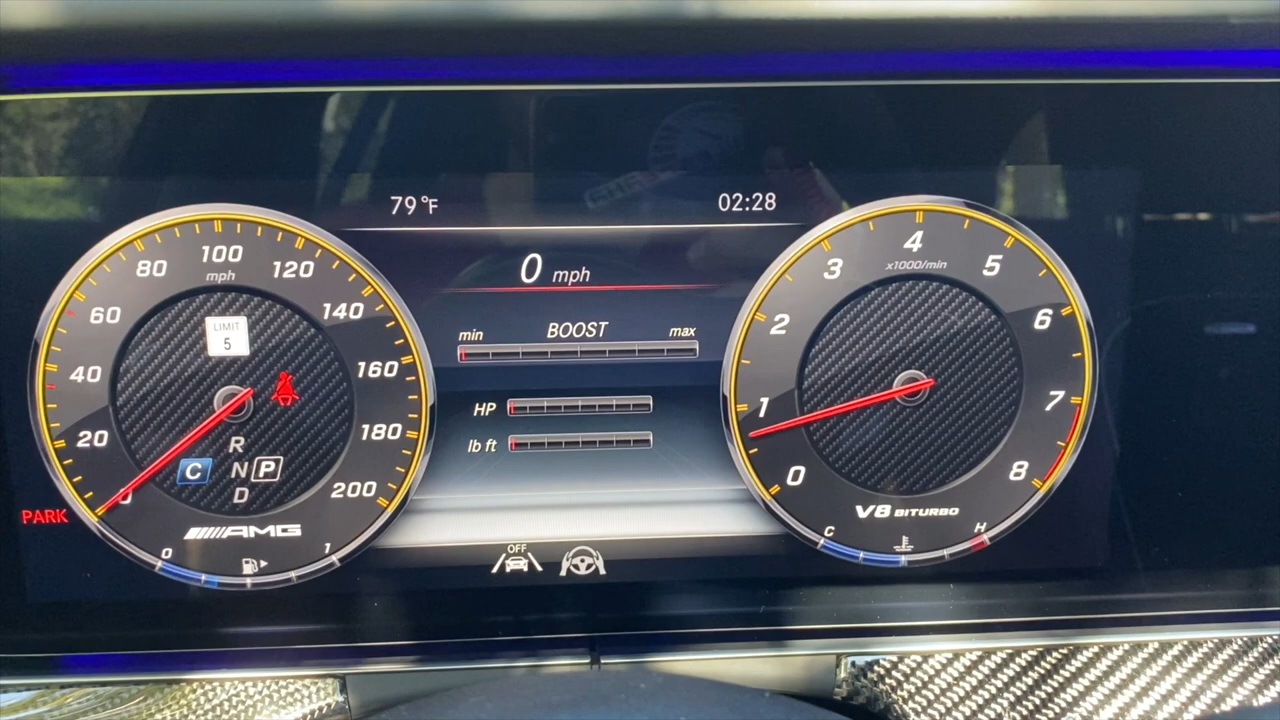 79°F
02:28
0 mph
100
80
120
mph
60
140
40
160
20
180
0
200
LIMIT
5
R
C
N
P
D
PARK
AMG
0
1
min
BOOST
max
HP
lb ft
OFF
4
x1000/min
3
5
2
6
1
7
0
8
V8 BITURBO
C
H